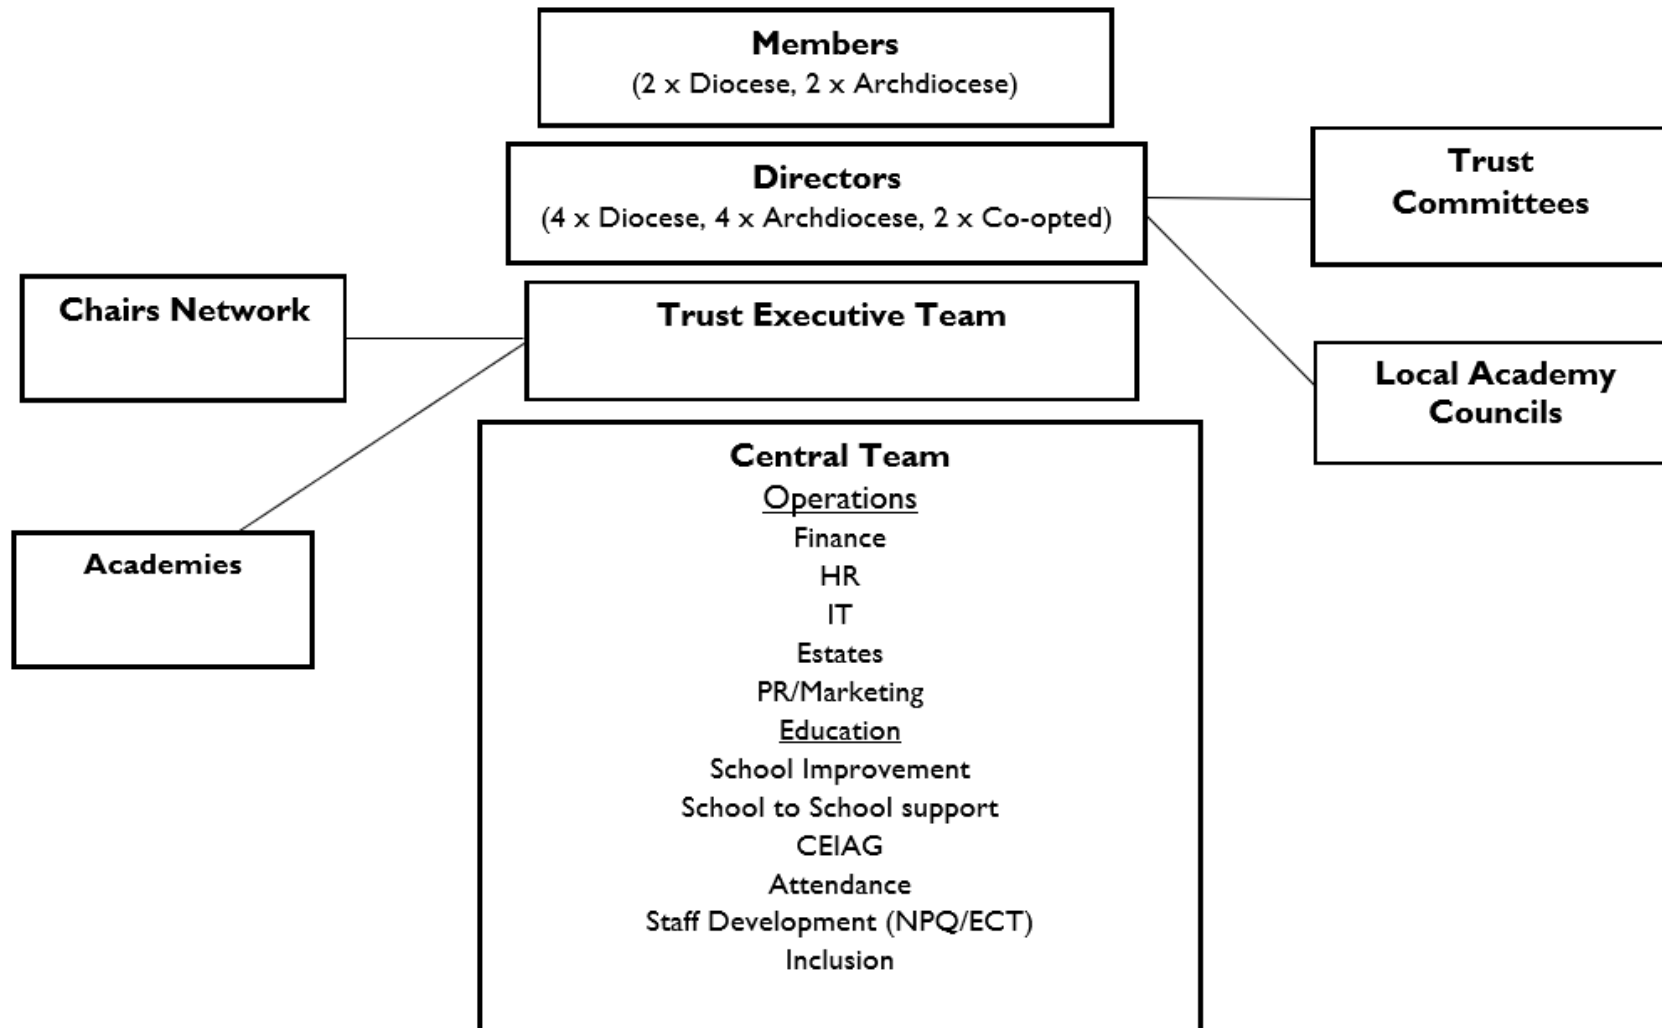 Members
(2 x Diocese, 2 x Archdiocese)
Directors
(4 x Diocese, 4 x Archdiocese, 2 x Co-opted)
Trust
Committees
Chairs Network
Trust Executive Team
Local Academy
Councils
Academies
Central Team
Operations
Finance
HR
IT
Estates
PR/Marketing
Education
School Improvement
School to School support
CEIAG
Attendance
Staff Development (NPQ/ECT)
Inclusion